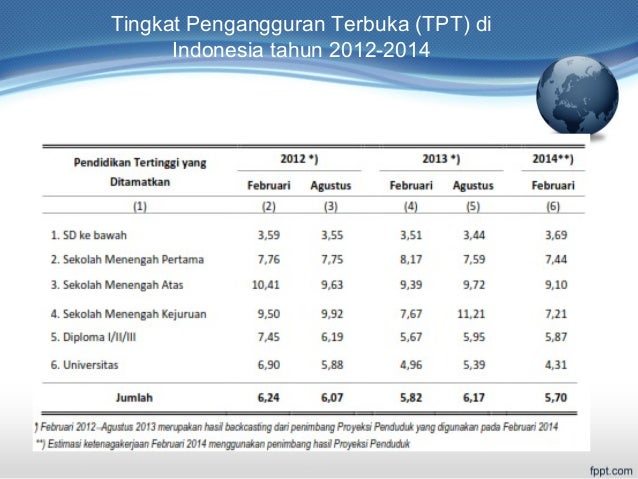 Tingkat Pengangguran Terbuka (TPT) di
Indonesia tahun 2012-2014
Pendidikan Tertinggi yang Ditamatkan 2012 *) 2013 *) 2014**)
Februari Agustus Februari Agustus Februari
(1) (2) (3) (4) (5) (6)
1. SD ke bawah 3,59 3,55 3,51 3,44 3,69
2. Sekolah Menengah Pertama 7,76 7,75 8,17 7,59 7,44
3. Sekolah Menengah Atas 10,41 9,63 9,39 9,72 9,10
4. Sekolah Menengah Kejuruan 9,50 9,92 7,67 11,21 7,21
5. Diploma I/II/III 7,45 6,19 5,67 5,95 5,87
6. Universitas 6,90 5,88 4,96 5,39 4,31
Jumlah 6,24 6,07 5,82 6,17 5,70
*) Februari 2012–Agustus 2013 merupakan hasil backcasting dari penimbang Proyeksi Penduduk yang digunakan pada Februari 2014
**) Estimasi ketenagakerjaan Februari 2014 menggunakan penimbang hasil Proyeksi Penduduk
fppt.com